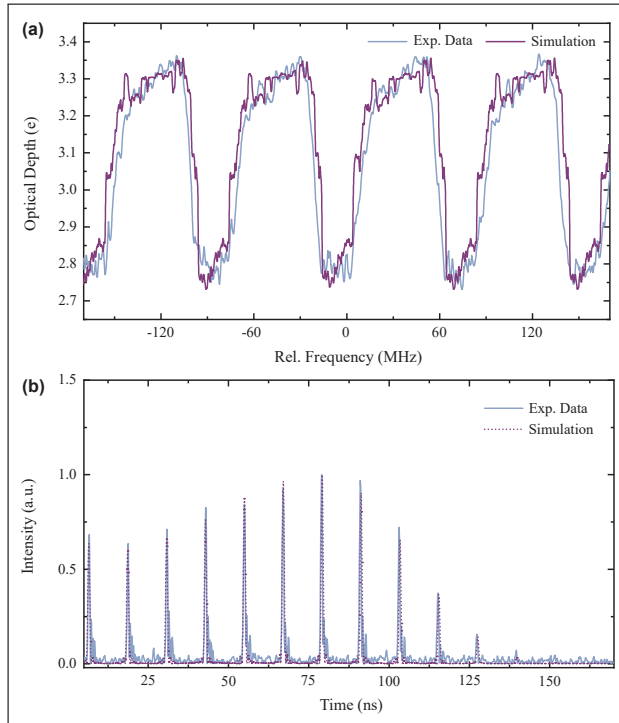 (a)
Exp. Data Simulation
3.4
3.3
3.2
3.1
3.0
2.9
2.8
2.7
Optical Depth (e)
-120 -60 0 60 120
Rel. Frequency (MHz)
(b)
1.5
Exp. Data
Simulation
1.0
0.5
0.0
Intensity (a.u.)
25 50 75 100 125 150
Time (ns)